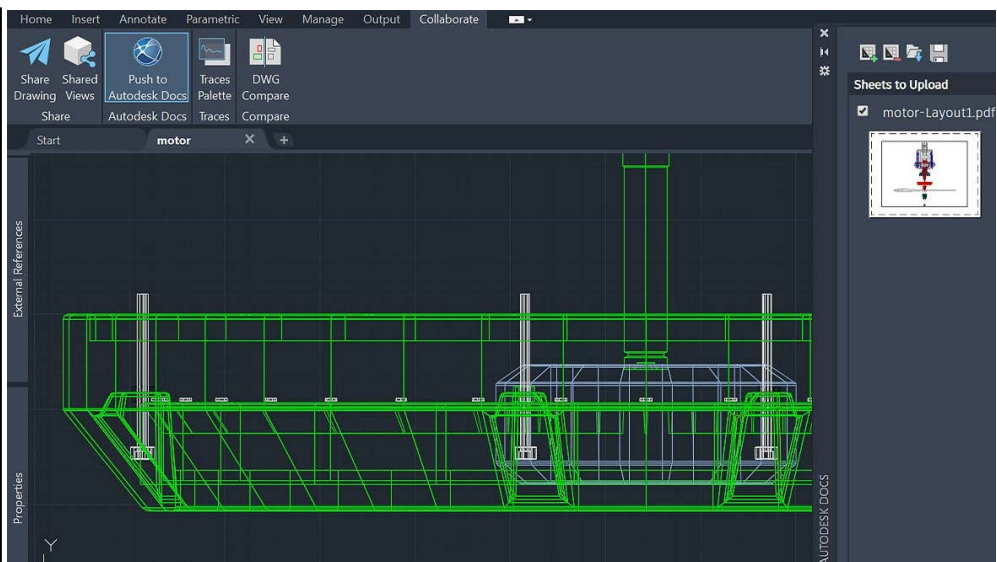 Home Insert Annotate Parametric View Manage Output Collaborate
Share Drawing
Shared Views
Push to Autodesk Docs
Traces Palette
DWG Compare
Share Autodesk Docs Traces Compare
Start motor
External References
Properties
Y
AUTODESK DOCS
Sheets to Upload
motor-Layout1.pdf